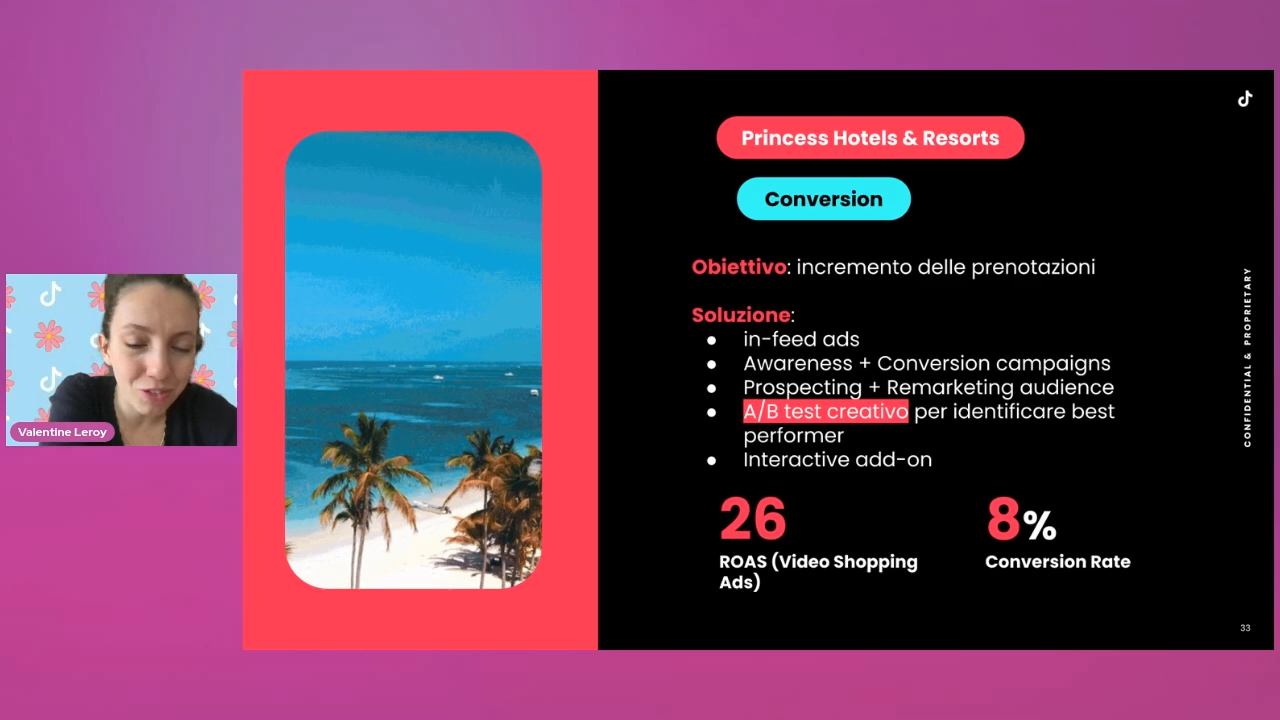 Princess Hotels & Resorts
Conversion
Obiettivo: incremento delle prenotazioni
Soluzione:
● in-feed ads
● Awareness + Conversion campaigns
● Prospecting + Remarketing audience
● A/B test creativo per identificare best
performer
● Interactive add-on
26
ROAS (Video Shopping
Ads)
8%
Conversion Rate
CONFIDENTIAL & PROPRIETARY
33
Valentine Leroy